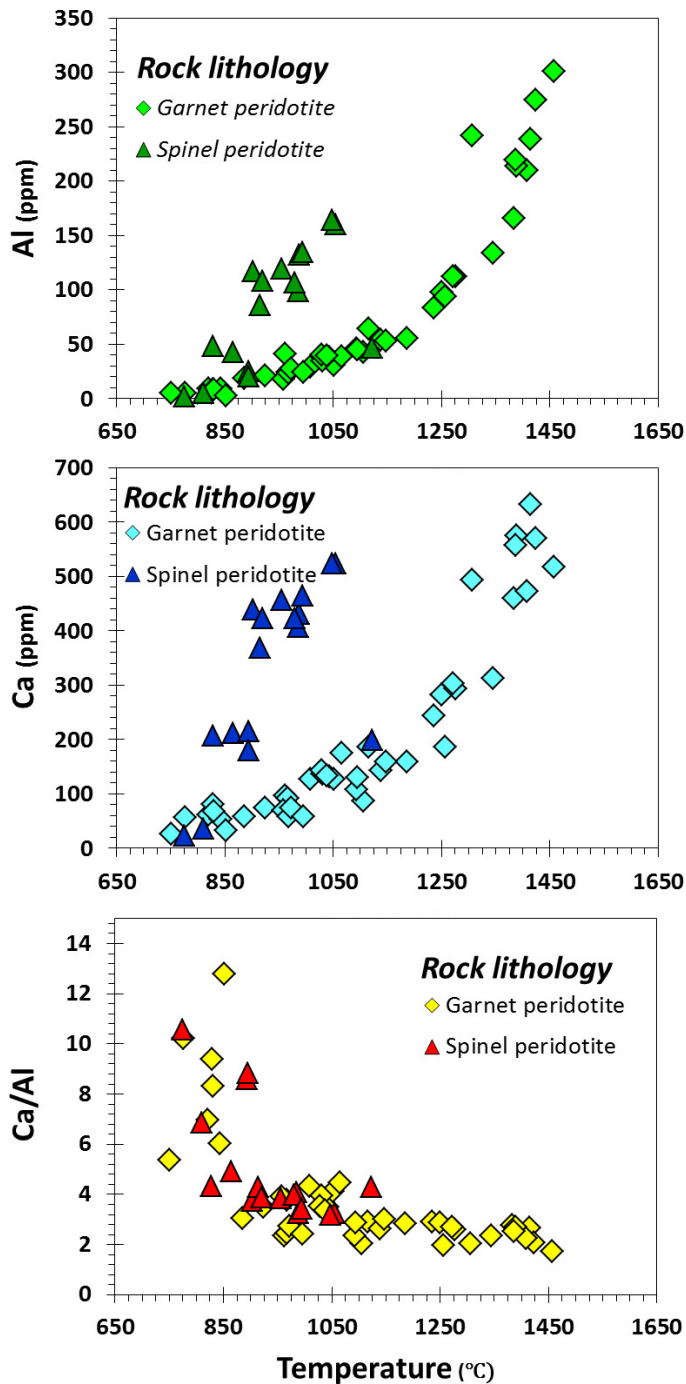 350
300
250
200
150
100
50
0
Al (ppm)
Rock lithology
Garnet peridotite
Spinel peridotite
650 850 1050 1250 1450 1650
700
600
500
400
300
200
100
0
Ca (ppm)
Rock lithology
Garnet peridotite
Spinel peridotite
650 850 1050 1250 1450 1650
14
12
10
8
6
4
2
0
Ca/Al
Rock lithology
Garnet peridotite
Spinel peridotite
650 850 1050 1250 1450 1650
Temperature (°C)